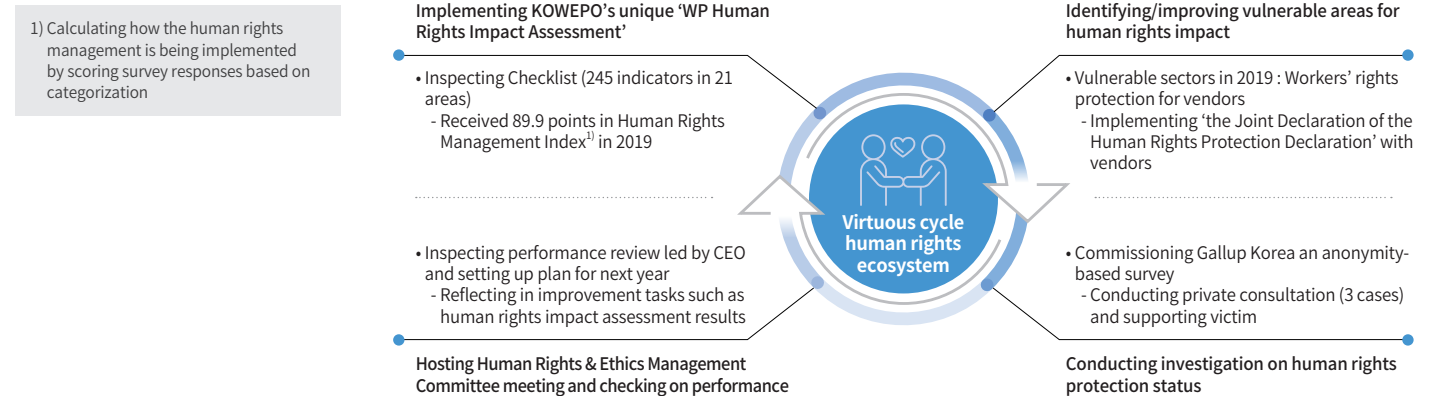 1) Calculating how the human rights
management is being implemented
by scoring survey responses based on
categorization
Implementing KOWEPO’s unique ‘WP Human
Rights Impact Assessment’
• Inspecting Checklist (245 indicators in 21
areas)
- Received 89.9 points in Human Rights
Management Index1) in 2019
Identifying/improving vulnerable areas for
human rights impact
• Vulnerable sectors in 2019 : Workers’ rights
protection for vendors
- Implementing ‘the Joint Declaration of the
Human Rights Protection Declaration’ with
vendors
Virtuous cycle
human rights
ecosystem
• Inspecting performance review led by CEO
and setting up plan for next year
- Reflecting in improvement tasks such as
human rights impact assessment results
Hosting Human Rights & Ethics Management
Committee meeting and checking on performance
• Commissioning Gallup Korea an anonymity-
based survey
- Conducting private consultation (3 cases)
and supporting victim
Conducting investigation on human rights
protection status